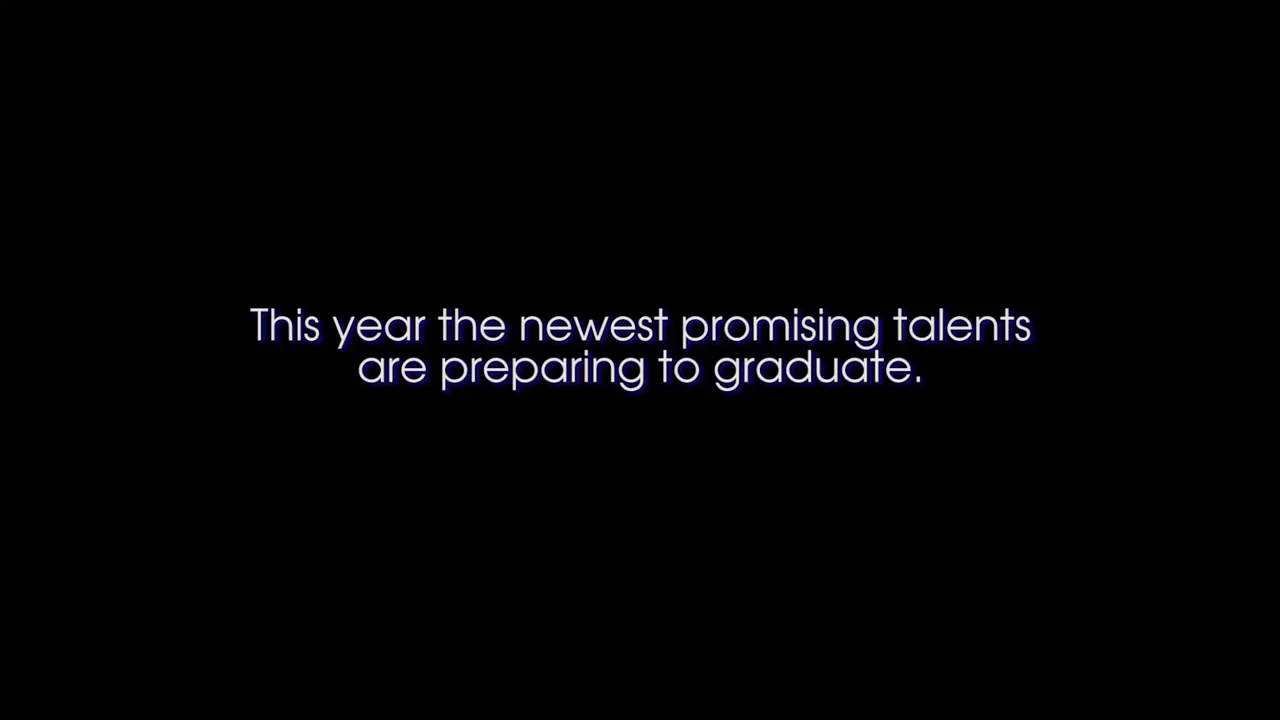 This year the newest promising talents
are preparing to graduate.